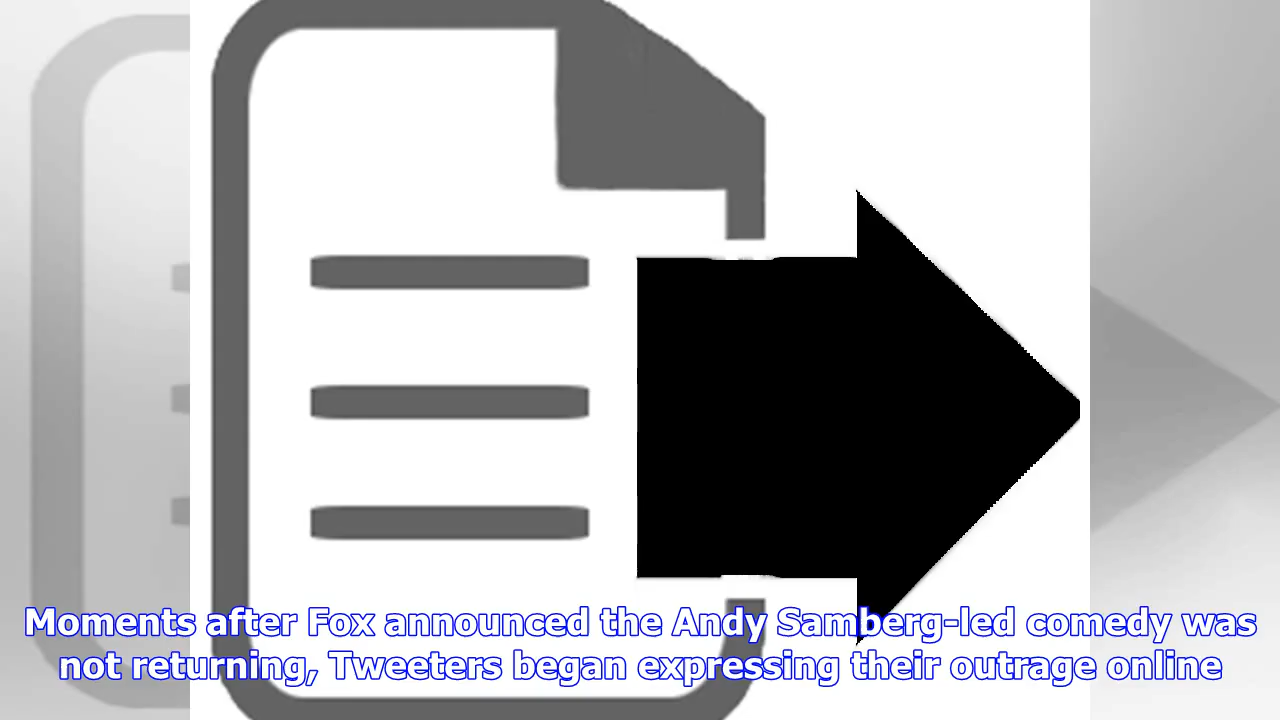 Moments after Fox announced the Andy Samberg-led comedy was
not returning, Tweeters began expressing their outrage online